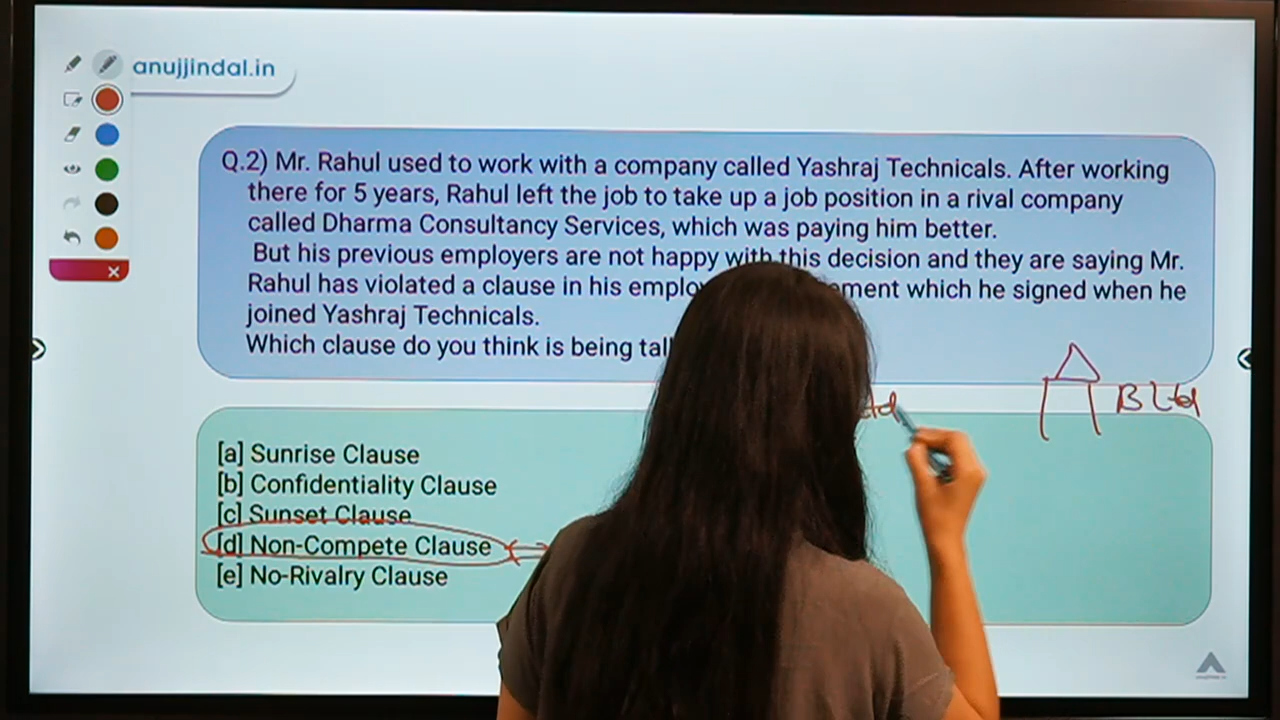 anujjindal.in
Q.2) Mr. Rahul used to work with a company called Yashraj Technicals. After working
there for 5 years, Rahul left the job to take up a job position in a rival company
called Dharma Consultancy Services, which was paying him better.
But his previous employers are not happy with this decision and they are saying Mr.
Rahul has violated a clause in his which he signed when he
joined Yashraj Technicals.
Which clause do you think is being
B Ltd
[a] Sunrise Clause
[b] Confidentiality Clause
[c] Sunset Clause
[d] Non-Compete Clause
[e] No-Rivalry Clause